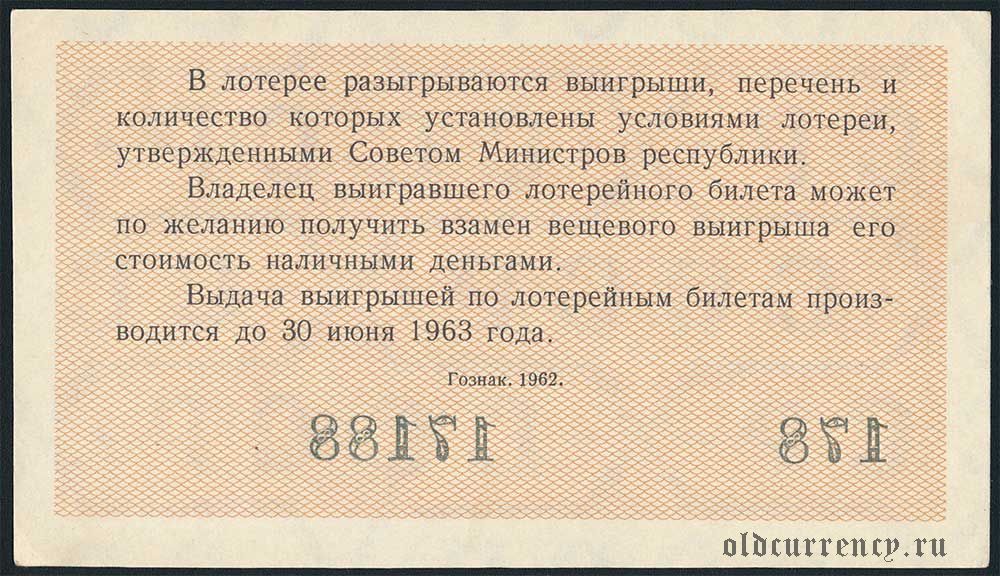 В лотерее разыгрываются выигрыши, перечень и
количество которых установлены условиями лотереи,
утвержденными Советом Министров республики.
Владелец выигравшего лотерейного билета может
по желанию получить взамен вещевого выигрыша его
стоимость наличными деньгами.
Выдача выигрышей по лотерейным билетам произ-
водится до 30 июня 1963 года.
Гознак. 1962.
88171 871
oldcurrency.ru